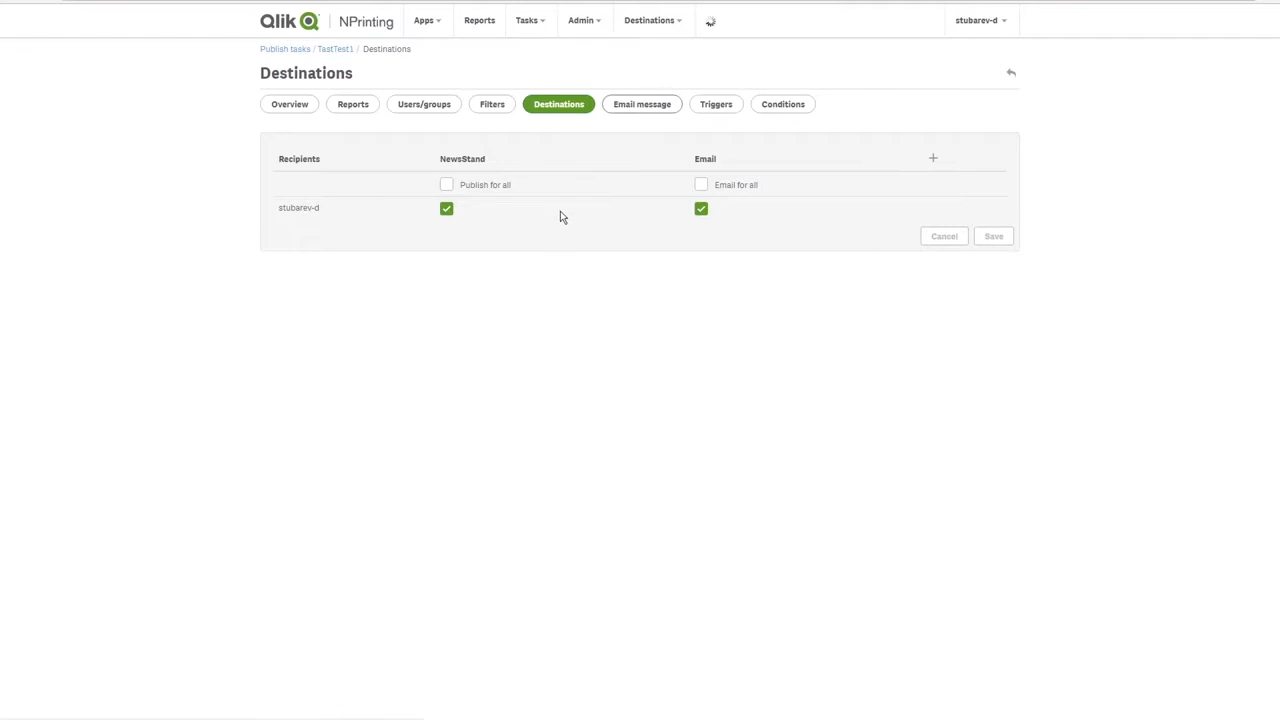 Qlik NPrinting Apps Reports Tasks Admin Destinations stubarev-d
Publish tasks / TastTest1 / Destinations
Destinations
Overview Reports Users/groups Filters Destinations Email message Triggers Conditions
Recipients NewsStand Email +
Publish for all Email for all
stubarev-d
Cancel Save